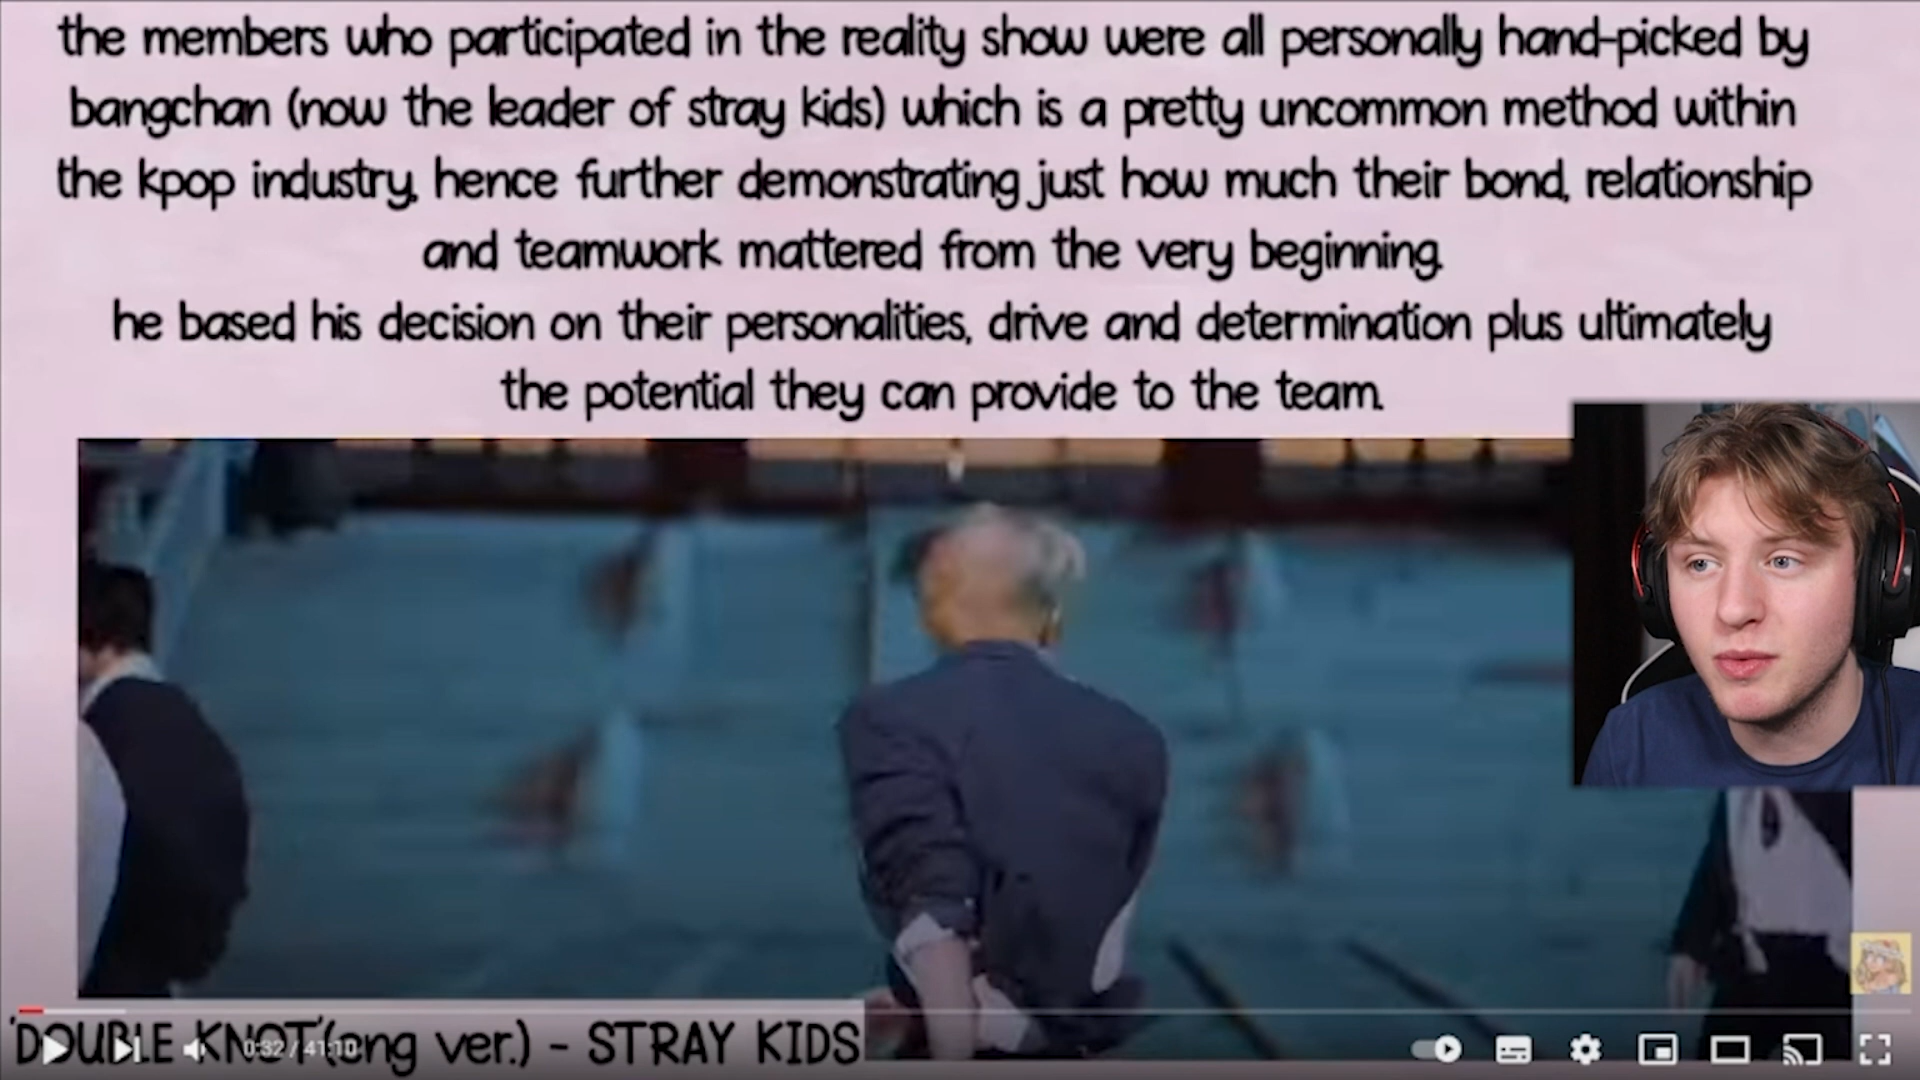 the members who participated in the reality show were all personally hand-picked by
bangchan (now the leader of stray kids) which is a pretty uncommon method within
the kpop industry, hence further demonstrating just how much their bond, relationship
and teamwork mattered from the very beginning.
he based his decision on their personalities, drive and determination plus ultimately
the potential they can provide to the team.
'DOUBLE KNOT'(eng ver.) - STRAY KIDS
0:32 / 41:10